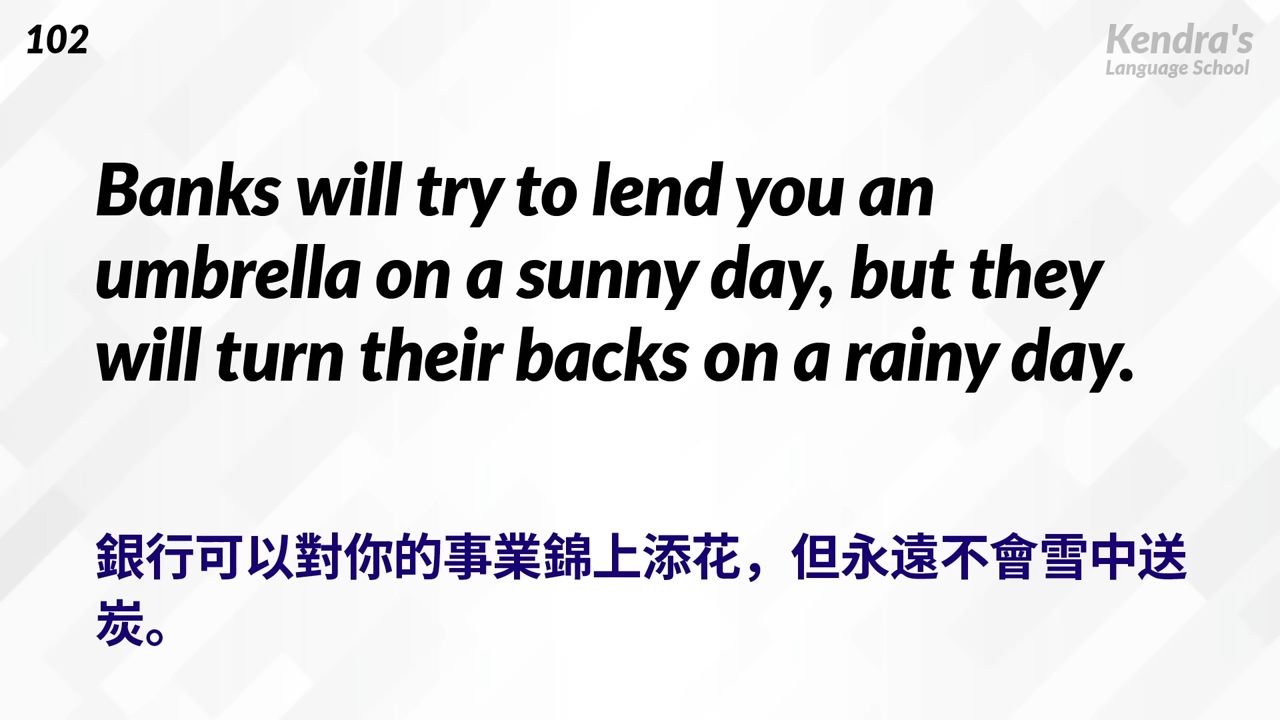 102
Kendra's
Language School
Banks will try to lend you an
umbrella on a sunny day, but they
will turn their backs on a rainy day.
銀行可以對你的事業錦上添花，但永遠不會雪中送
炭。